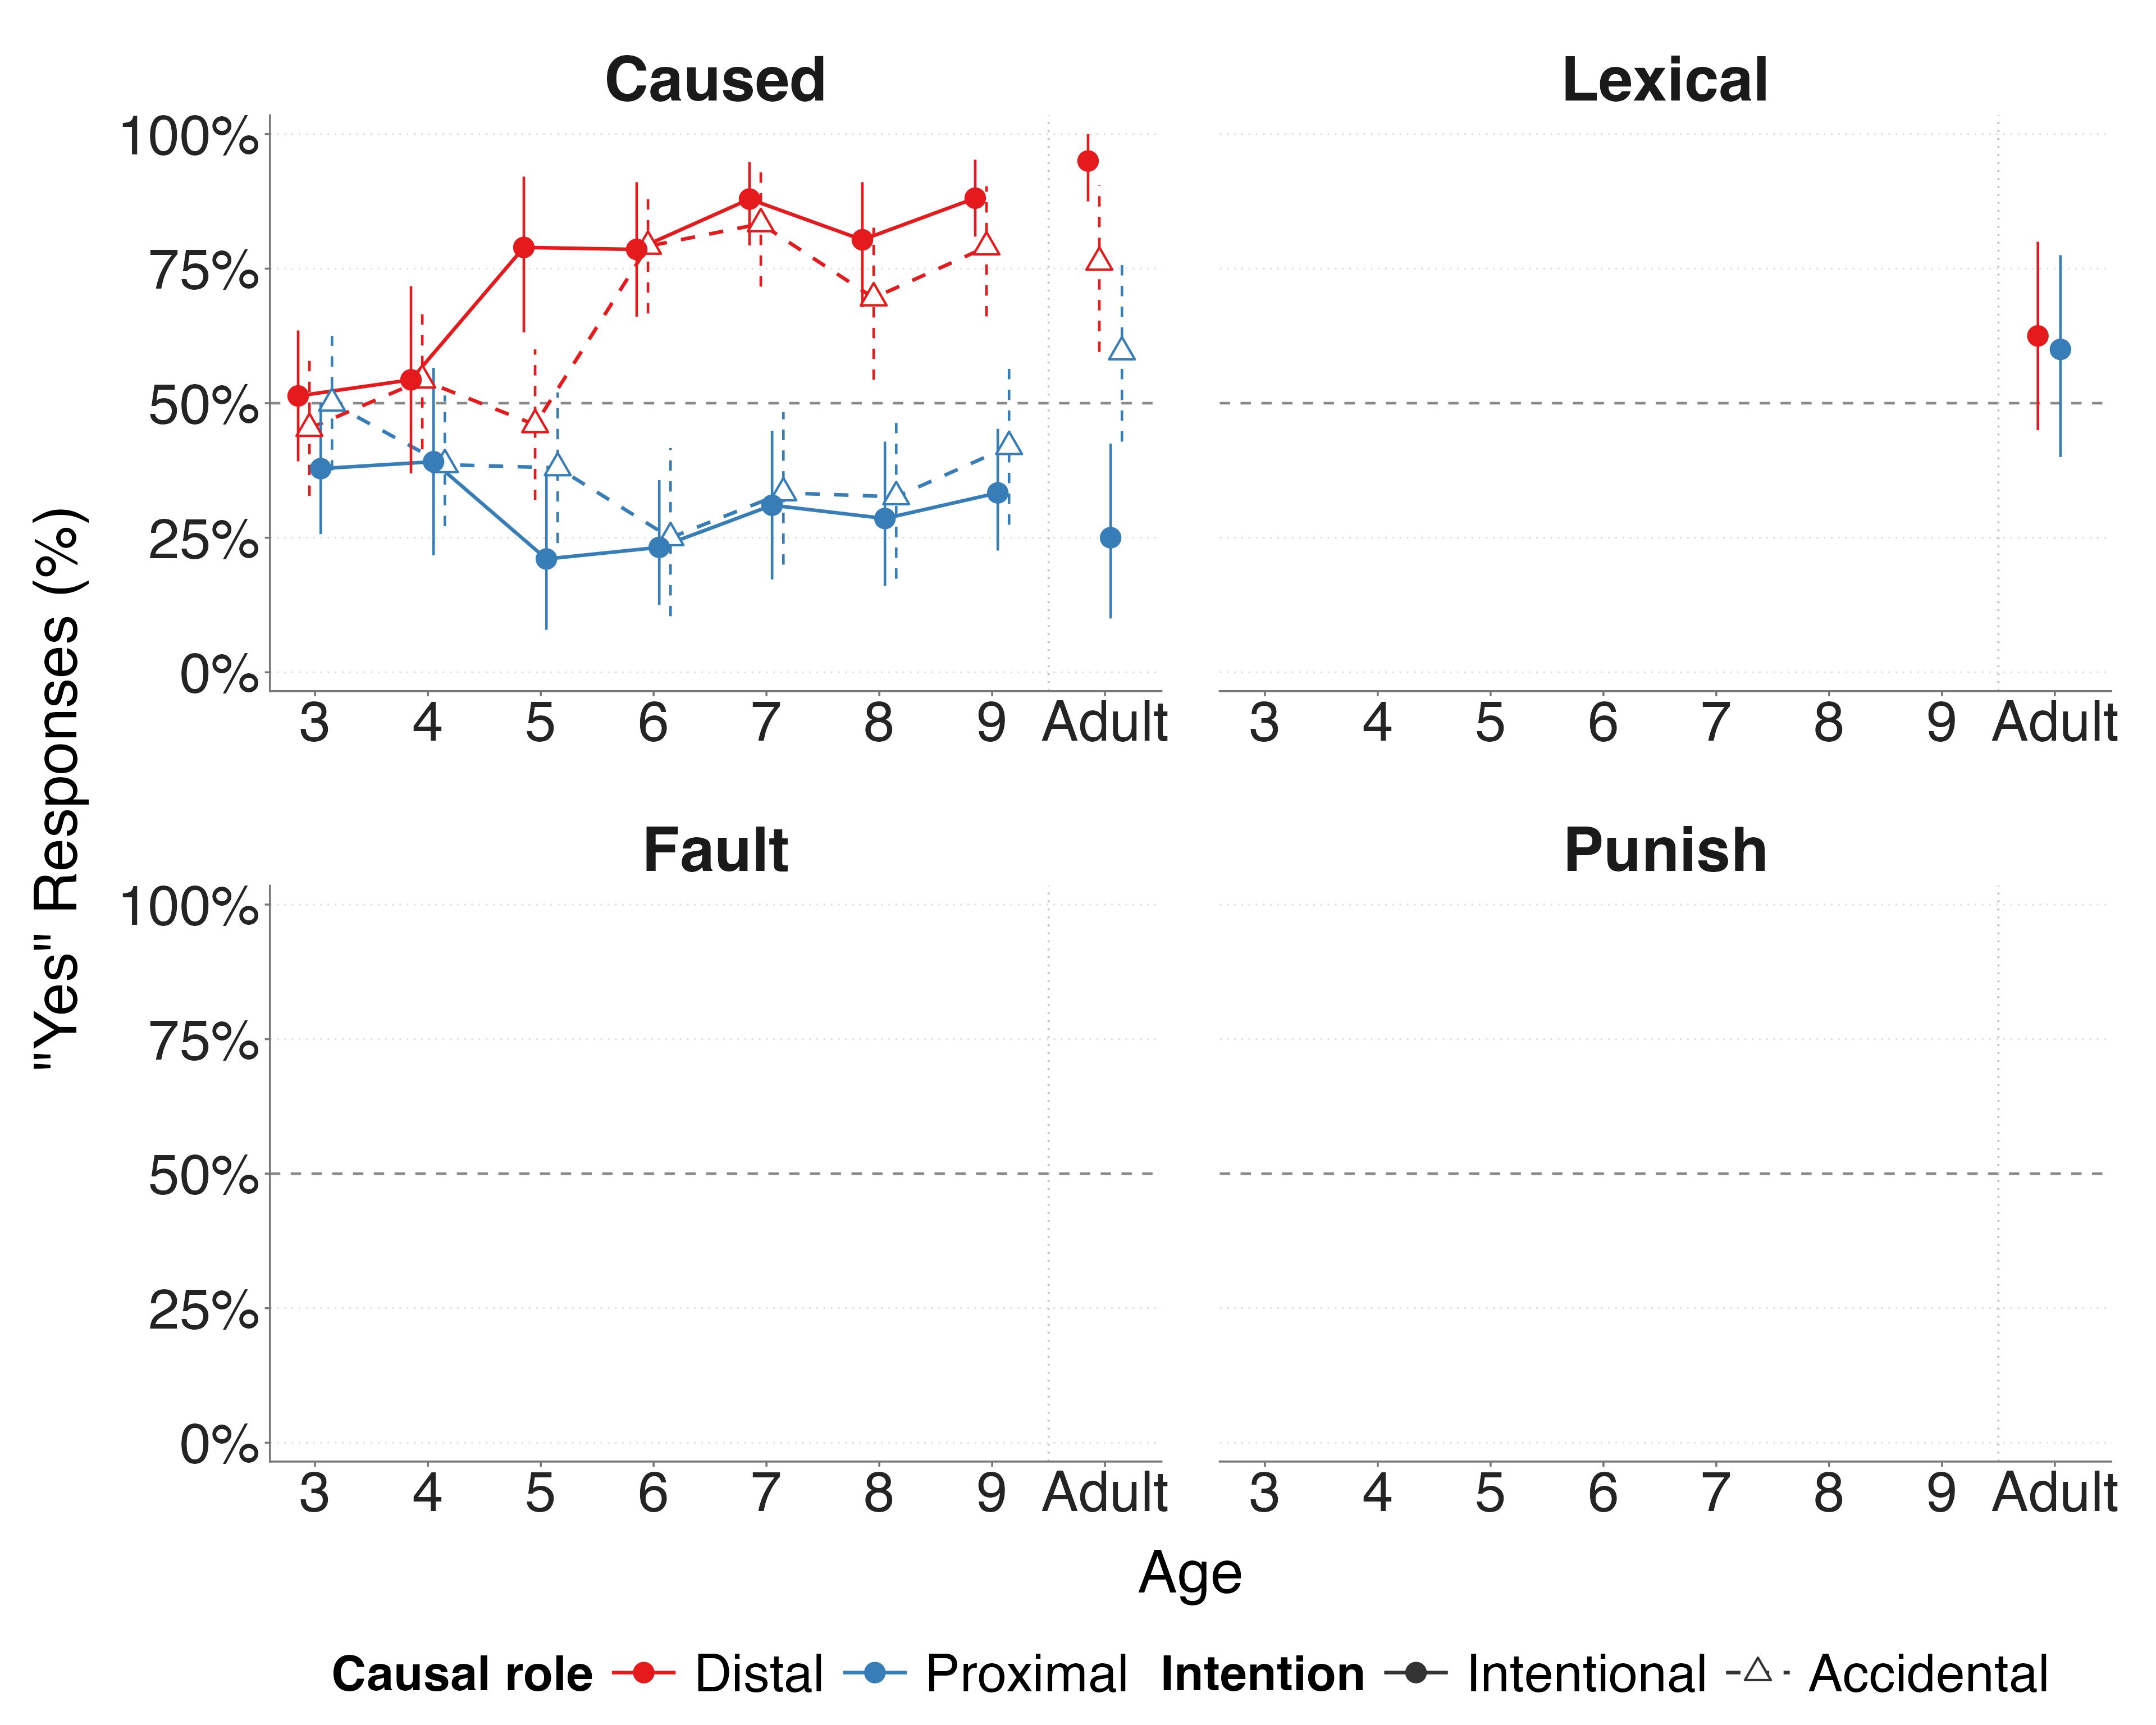 Caused Lexical
100%
75%
50%
25%
0%
3 4 5 6 7 8 9 Adult 3 4 5 6 7 8 9 Adult
"Yes" Responses (%)
Fault Punish
100%
75%
50%
25%
0%
3 4 5 6 7 8 9 Adult 3 4 5 6 7 8 9 Adult
Age
Causal role Distal Proximal Intention Intentional Accidental